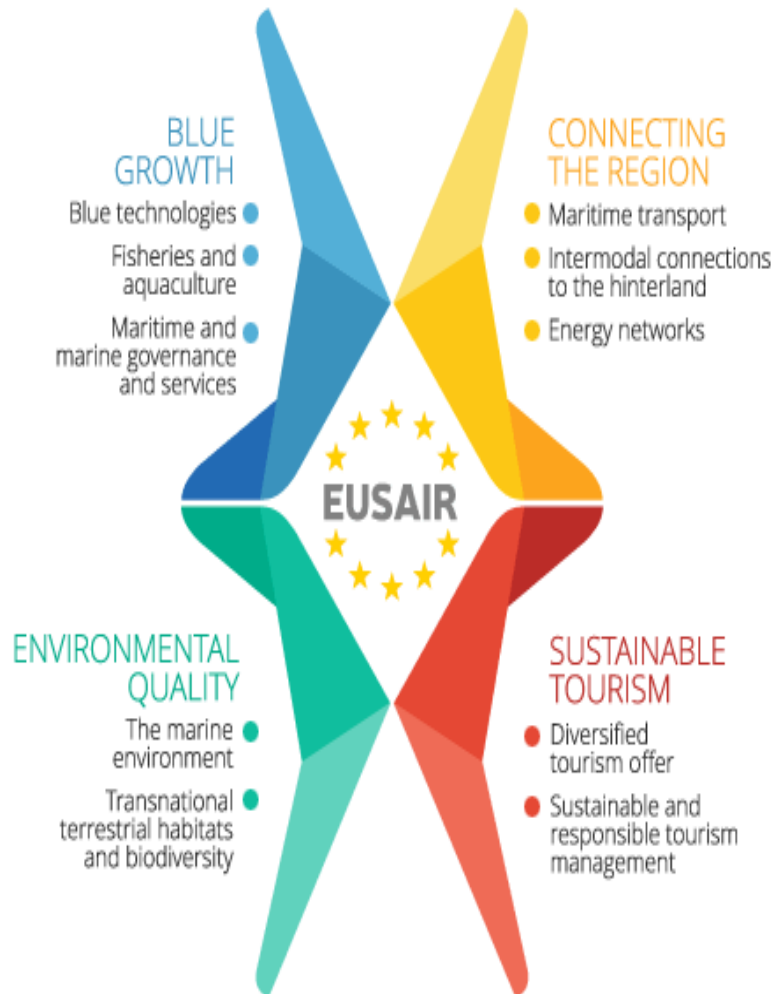 BLUE
GROWTH
Blue technologies
Fisheries and
aquaculture
Maritime and
marine governance
and services
CONNECTING
THE REGION
Maritime transport
Intermodal connections
to the hinterland
Energy networks
EUSAIR
ENVIRONMENTAL
QUALITY
The marine
environment
Transnational
terrestrial habitats
and biodiversity
SUSTAINABLE
TOURISM
Diversified
tourism offer
Sustainable and
responsible tourism
management